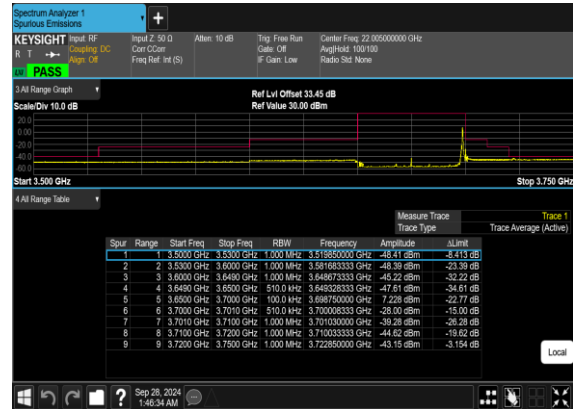 Spectrum Analyzer 1
Spurious Emissions
+
KEYSIGHT Input: RF Input Z: 50 Ω Atten: 10 dB Trig: Free Run Center Freq: 22.005000000 GHz
R T Coupling: DC Corr CCorr Gate: Off Avg|Hold: 100/100
Align: Off Freq Ref: Int (S) IF Gain: Low Radio Std: None
PASS
3 All Range Graph
Ref Lvl Offset 33.45 dB
Scale/Div 10.0 dB Ref Value 30.00 dBm
20.0
0.00
-20.0
-40.0
-60.0
Start 3.500 GHz Stop 3.750 GHz
4 All Range Table
Measure Trace Trace 1
Trace Type Trace Average (Active)
Spur Range Start Freq Stop Freq RBW Frequency Amplitude ΔLimit
1 1 3.5000 GHz 3.5300 GHz 1.000 MHz 3.519850000 GHz -48.41 dBm -8.413 dB
2 2 3.5300 GHz 3.6000 GHz 1.000 MHz 3.581683333 GHz -48.39 dBm -23.39 dB
3 3 3.6000 GHz 3.6490 GHz 1.000 MHz 3.648673333 GHz -45.22 dBm -32.22 dB
4 4 3.6490 GHz 3.6500 GHz 510.0 kHz 3.649328333 GHz -47.61 dBm -34.61 dB
5 5 3.6500 GHz 3.7000 GHz 100.0 kHz 3.698750000 GHz 7.228 dBm -22.77 dB
6 6 3.7000 GHz 3.7010 GHz 510.0 kHz 3.700008333 GHz -28.00 dBm -15.00 dB
7 7 3.7010 GHz 3.7100 GHz 1.000 MHz 3.701030000 GHz -39.28 dBm -26.28 dB
8 8 3.7100 GHz 3.7200 GHz 1.000 MHz 3.710033333 GHz -44.62 dBm -19.62 dB
9 9 3.7200 GHz 3.7500 GHz 1.000 MHz 3.722850000 GHz -43.15 dBm -3.154 dB
Local
? Sep 28, 2024
1:46:34 AM